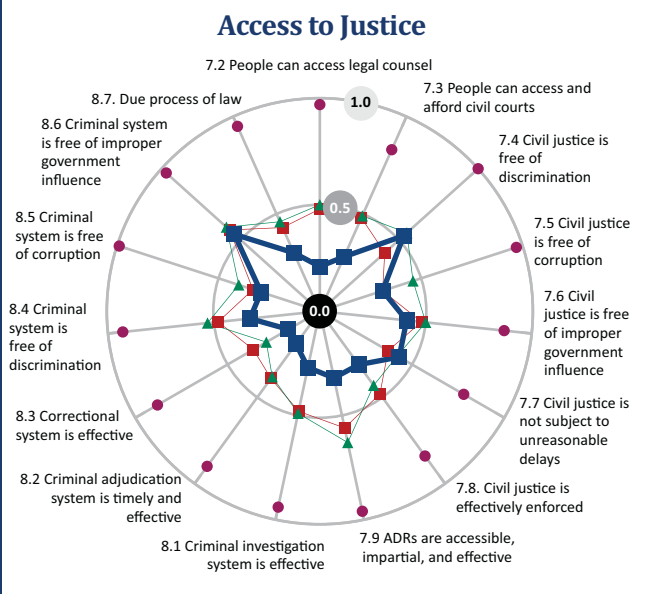 Access to Justice
7.2 People can access legal counsel
1.0
7.3 People can access and
afford civil courts
7.4 Civil justice is
free of
discrimination
7.5 Civil justice
is free of
corruption
7.6 Civil
justice is free
of improper
government
influence
7.7 Civil justice is
not subject to
unreasonable
delays
7.8. Civil justice is
effectively enforced
7.9 ADRs are accessible,
impartial, and effective
8.1 Criminal investigation
system is effective
8.2 Criminal adjudication
system is timely and
effective
8.3 Correctional
system is effective
8.4 Criminal
system is
free of
discrimination
8.5 Criminal
system is free
of corruption
8.6 Criminal system
is free of improper
government
influence
8.7. Due process of law
0.5
0.0